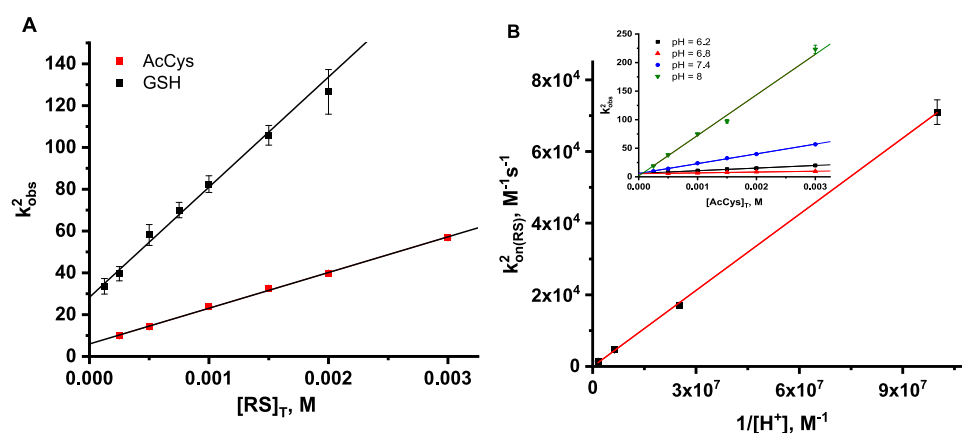 A
AcCys
GSH
k²obs
140
120
100
80
60
40
20
0
0.000
0.001
0.002
0.003
[RS]T, M
B
pH = 6.2
pH = 6.8
pH = 7.4
pH = 8
k²obs
250
200
150
100
50
0
0.000
0.001
0.002
0.003
[AcCys]T, M
k²on(RS), M⁻¹s⁻¹
8x10⁴
6x10⁴
4x10⁴
2x10⁴
0
0
3x10⁷
6x10⁷
9x10⁷
1/[H⁺], M⁻¹